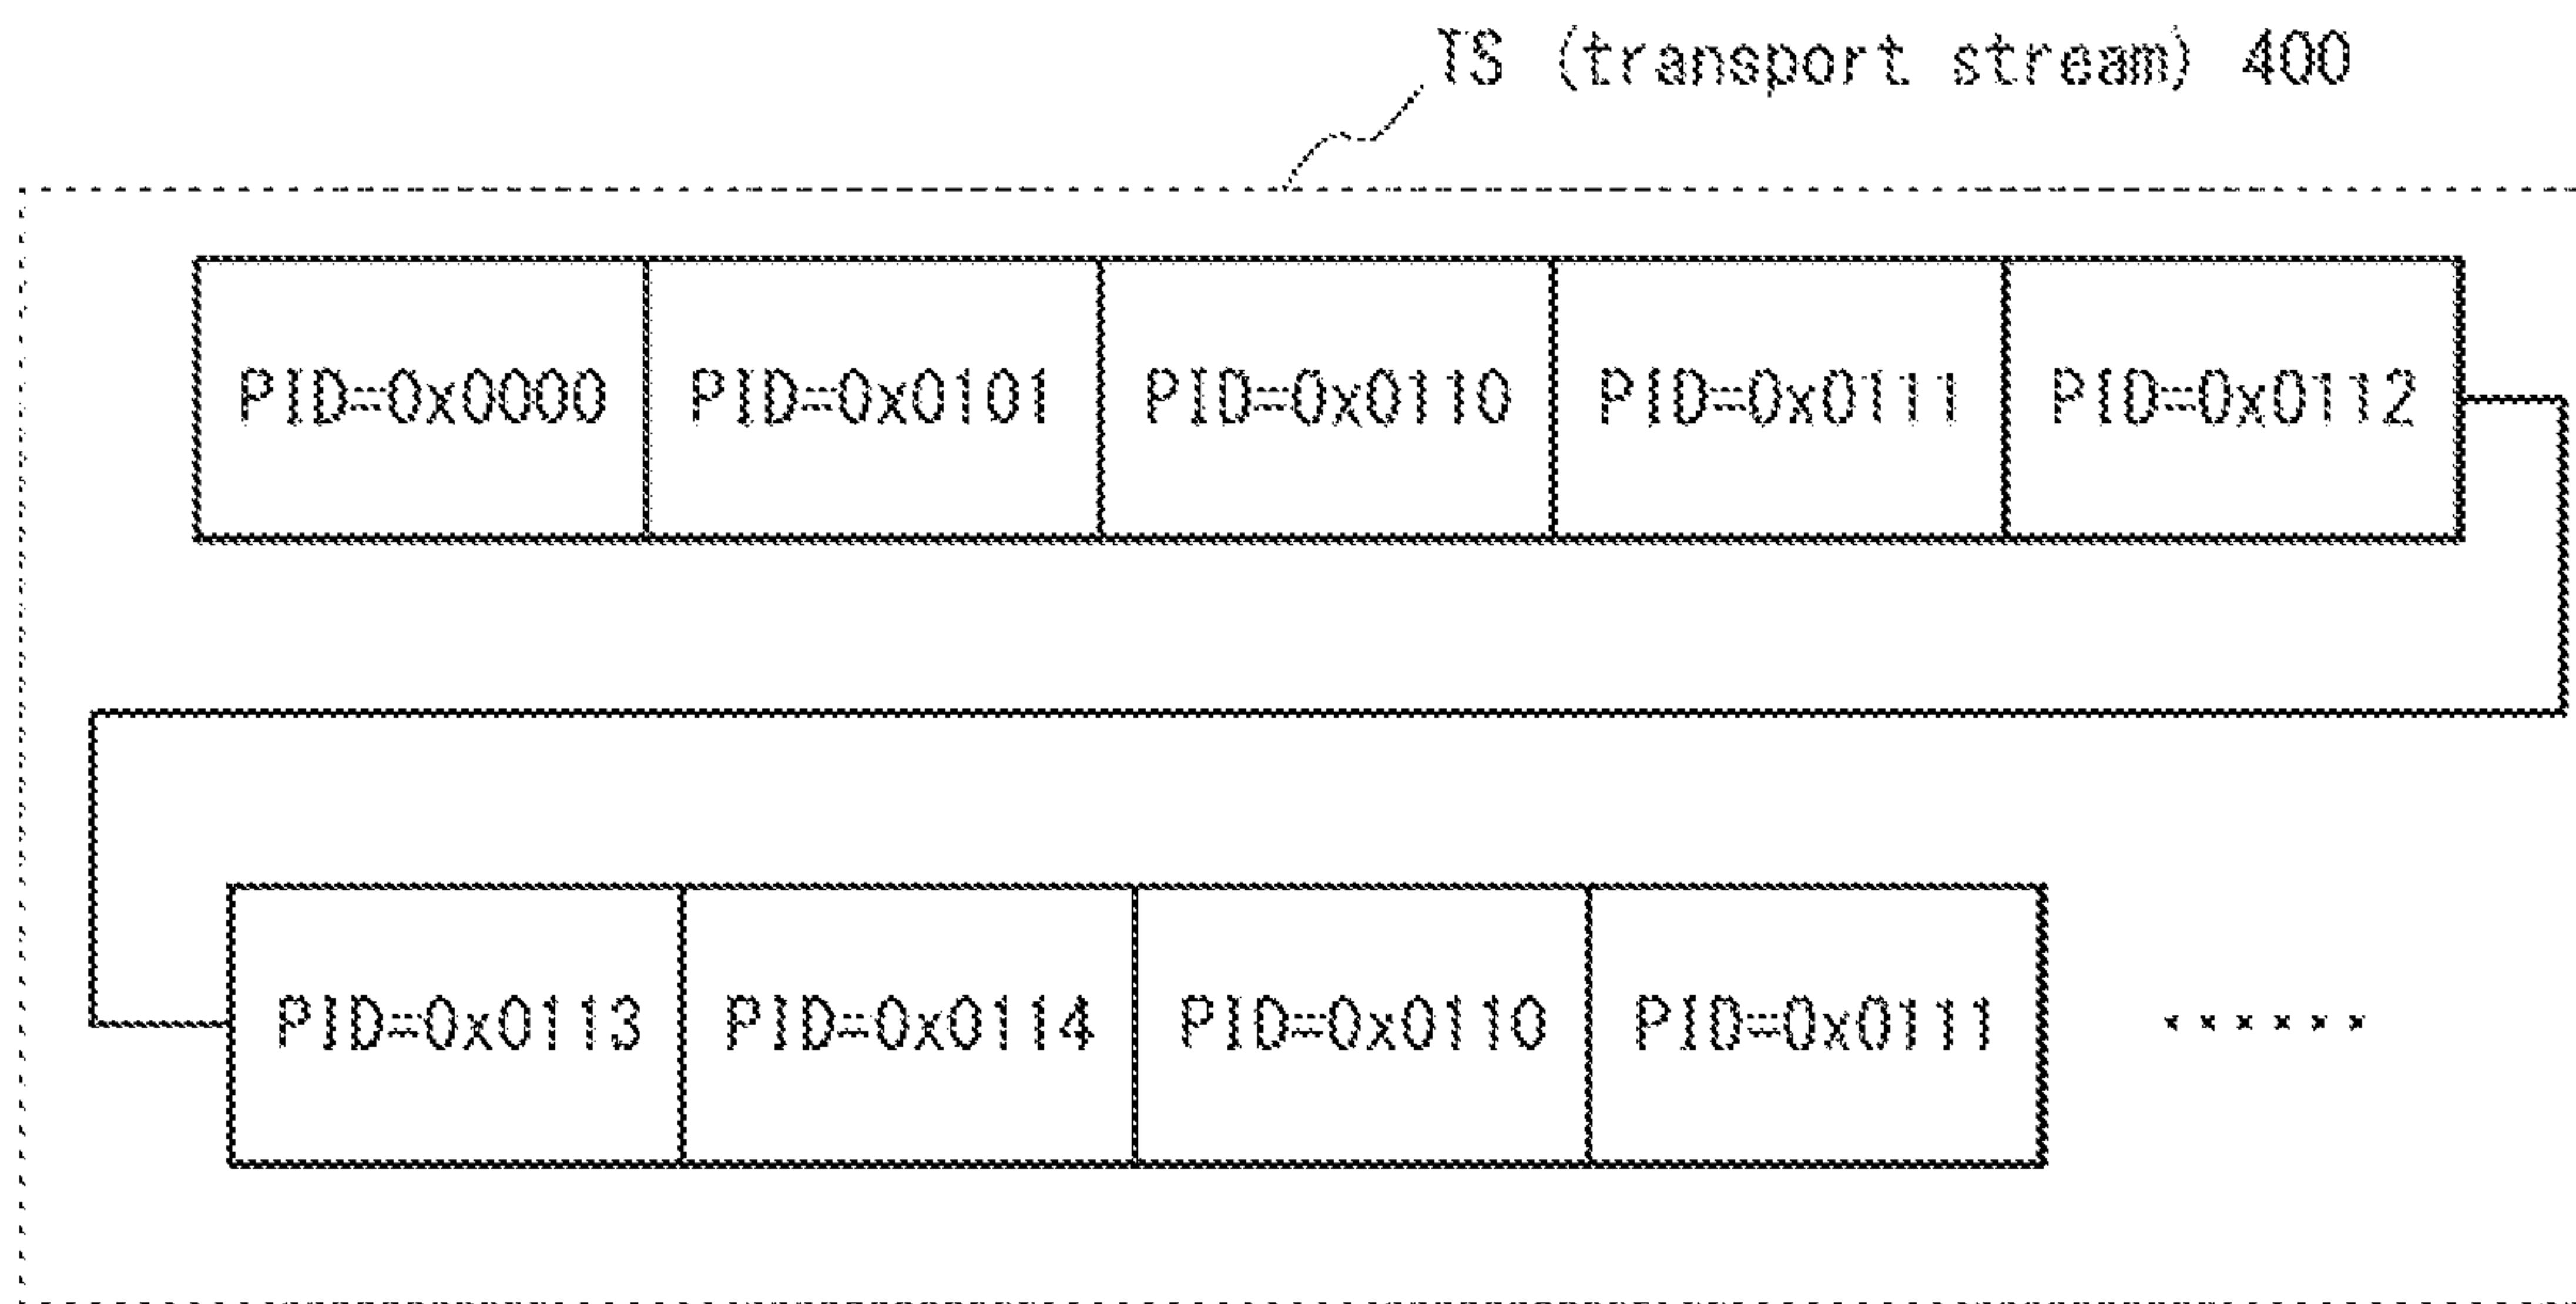 TS (transport stream) 400
PID=0x0000 PID=0x0101 PID=0x0110 PID=0x0111 PID=0x0112
PID=0x0113 PID=0x0114 PID=0x0110 PID=0x0111 ......